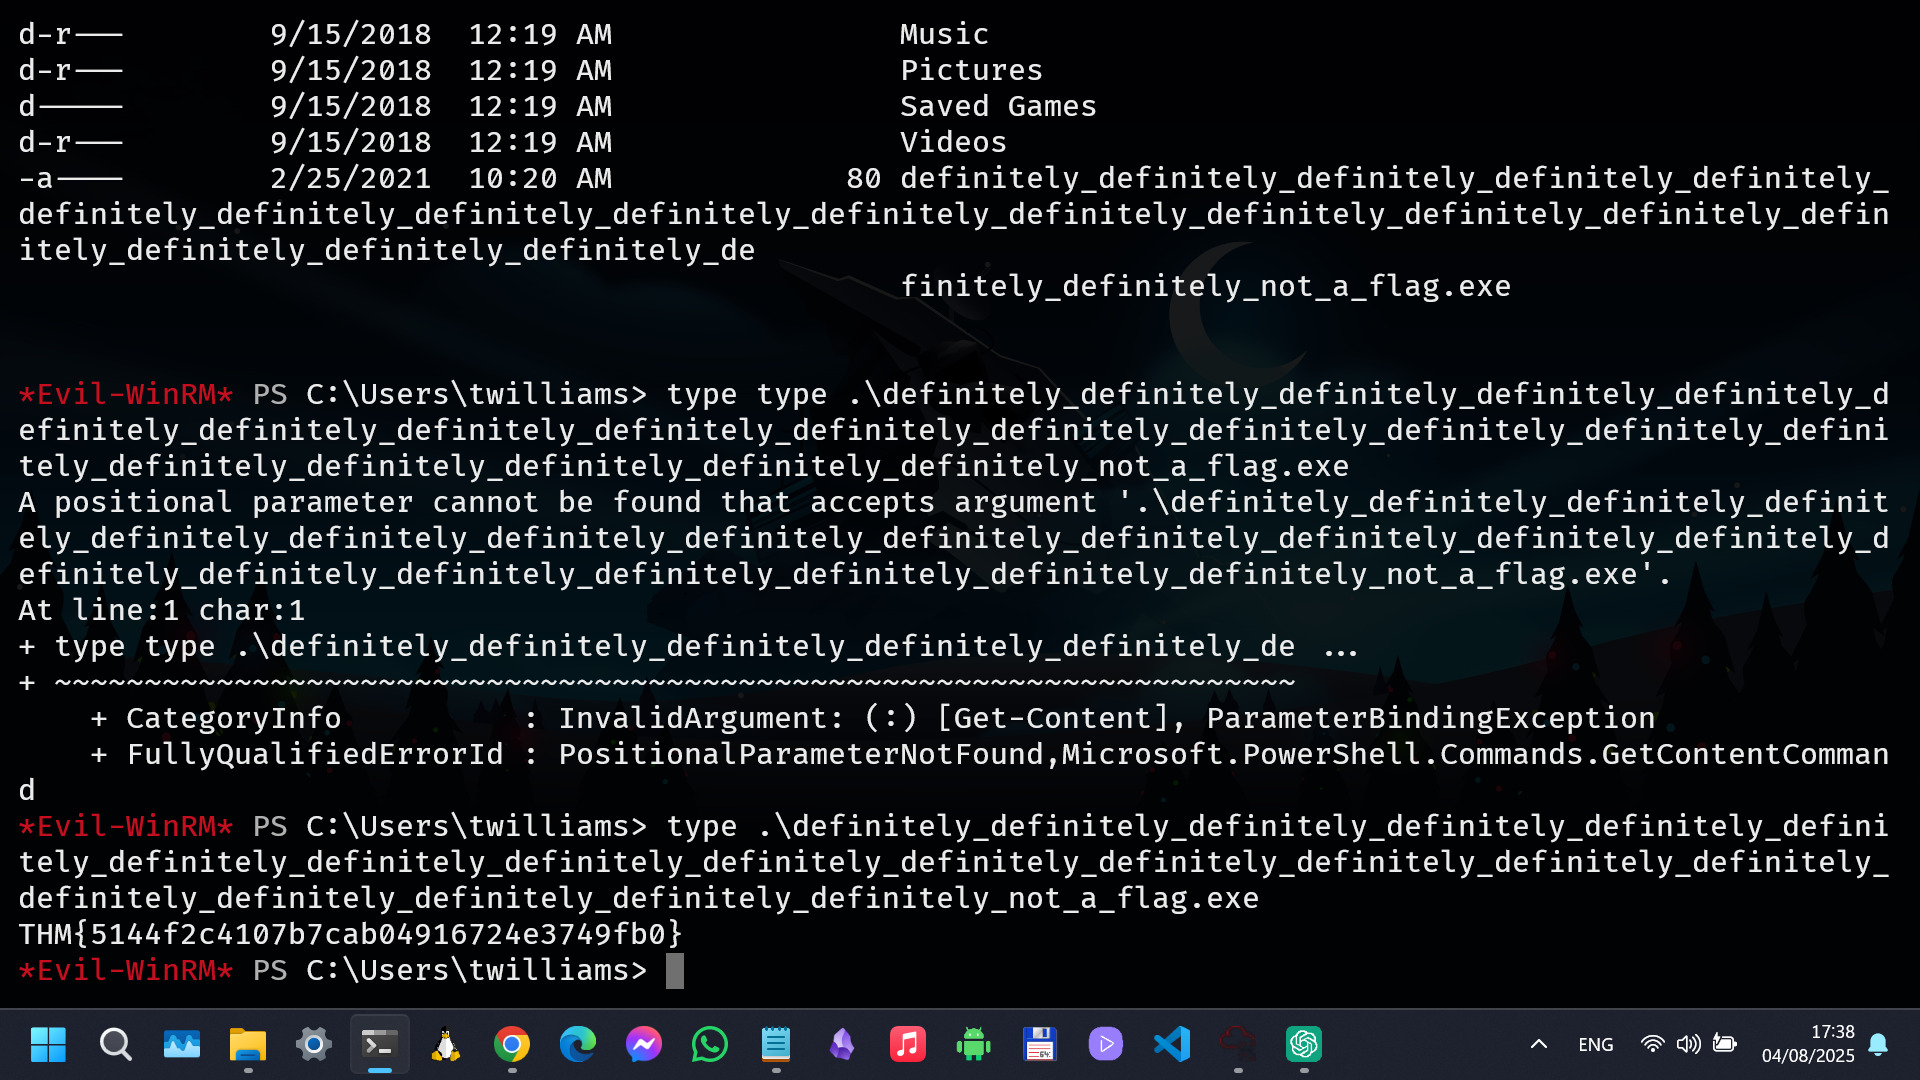 d-r---        9/15/2018  12:19 AM                Music
d-r---        9/15/2018  12:19 AM                Pictures
d-----        9/15/2018  12:19 AM                Saved Games
d-r---        9/15/2018  12:19 AM                Videos
-a----        2/25/2021  10:20 AM             80 definitely_definitely_definitely_definitely_definitely_
definitely_definitely_definitely_definitely_definitely_definitely_definitely_definitely_definitely_defin
itely_definitely_definitely_definitely_de
finitely_definitely_not_a_flag.exe
*Evil-WinRM* PS C:\Users\twilliams> type type .\definitely_definitely_definitely_definitely_definitely_d
efinitely_definitely_definitely_definitely_definitely_definitely_definitely_definitely_definitely_defini
tely_definitely_definitely_definitely_definitely_definitely_not_a_flag.exe
A positional parameter cannot be found that accepts argument '.\definitely_definitely_definitely_definit
ely_definitely_definitely_definitely_definitely_definitely_definitely_definitely_definitely_definitely_d
efinitely_definitely_definitely_definitely_definitely_definitely_definitely_not_a_flag.exe'.
At line:1 char:1
+ type type .\definitely_definitely_definitely_definitely_definitely_de ...
+ ~~~~~~~~~~~~~~~~~~~~~~~~~~~~~~~~~~~~~~~~~~~~~~~~~~~~~~~~~~~~~~~~~~~~~
    + CategoryInfo          : InvalidArgument: (:) [Get-Content], ParameterBindingException
    + FullyQualifiedErrorId : PositionalParameterNotFound,Microsoft.PowerShell.Commands.GetContentComman
d
*Evil-WinRM* PS C:\Users\twilliams> type .\definitely_definitely_definitely_definitely_definitely_defini
tely_definitely_definitely_definitely_definitely_definitely_definitely_definitely_definitely_definitely_
definitely_definitely_definitely_definitely_definitely_not_a_flag.exe
THM{5144f2c4107b7cab04916724e3749fb0}
*Evil-WinRM* PS C:\Users\twilliams>
ENG
17:38
04/08/2025
64